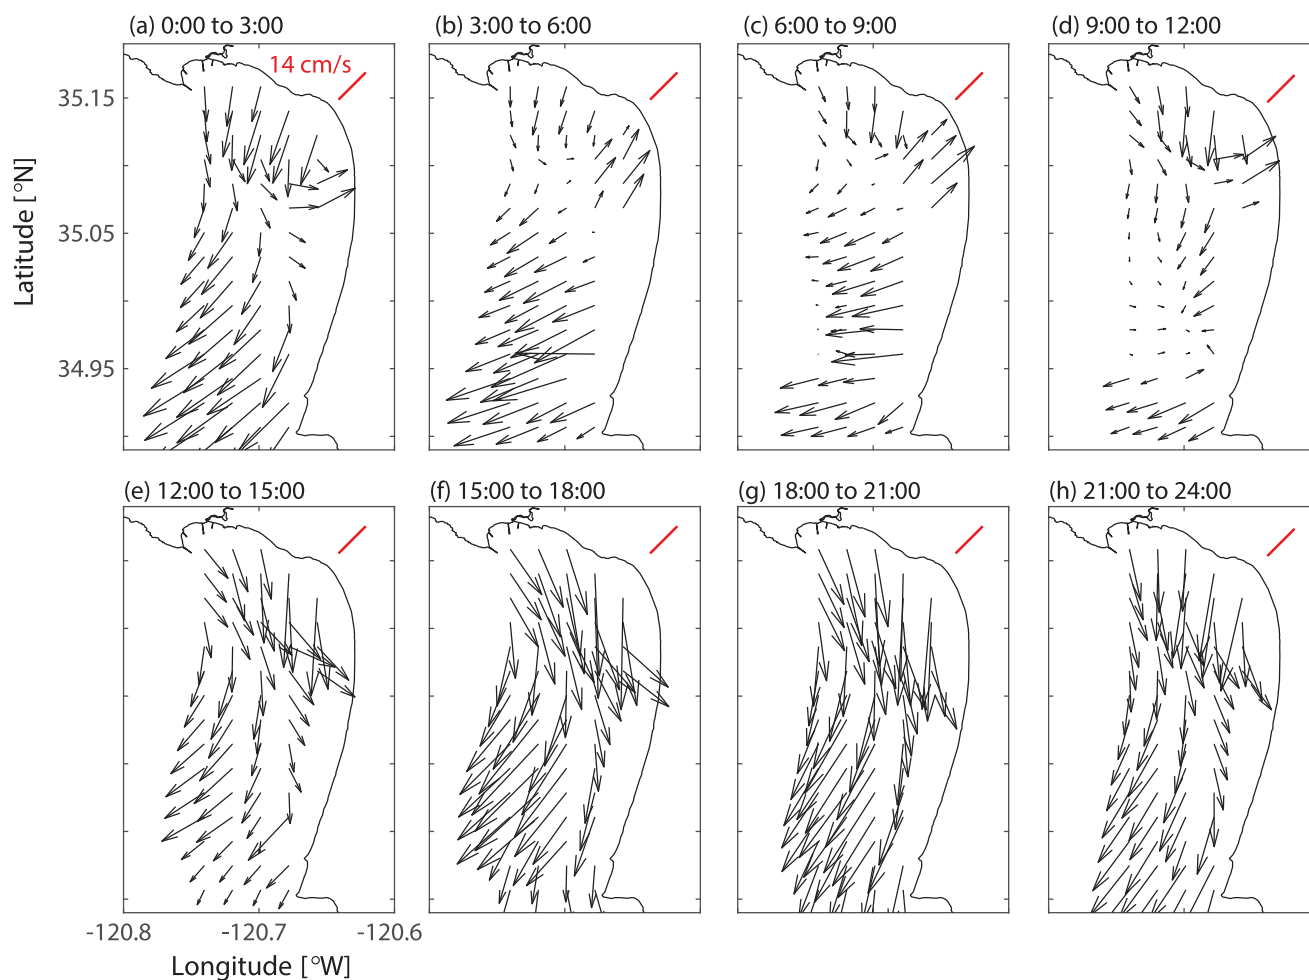 (a) 0:00 to 3:00
(b) 3:00 to 6:00
(c) 6:00 to 9:00
(d) 9:00 to 12:00
14 cm/s
35.15
35.05
34.95
Latitude [°N]
(e) 12:00 to 15:00
(f) 15:00 to 18:00
(g) 18:00 to 21:00
(h) 21:00 to 24:00
-120.8
-120.7
-120.6
Longitude [°W]